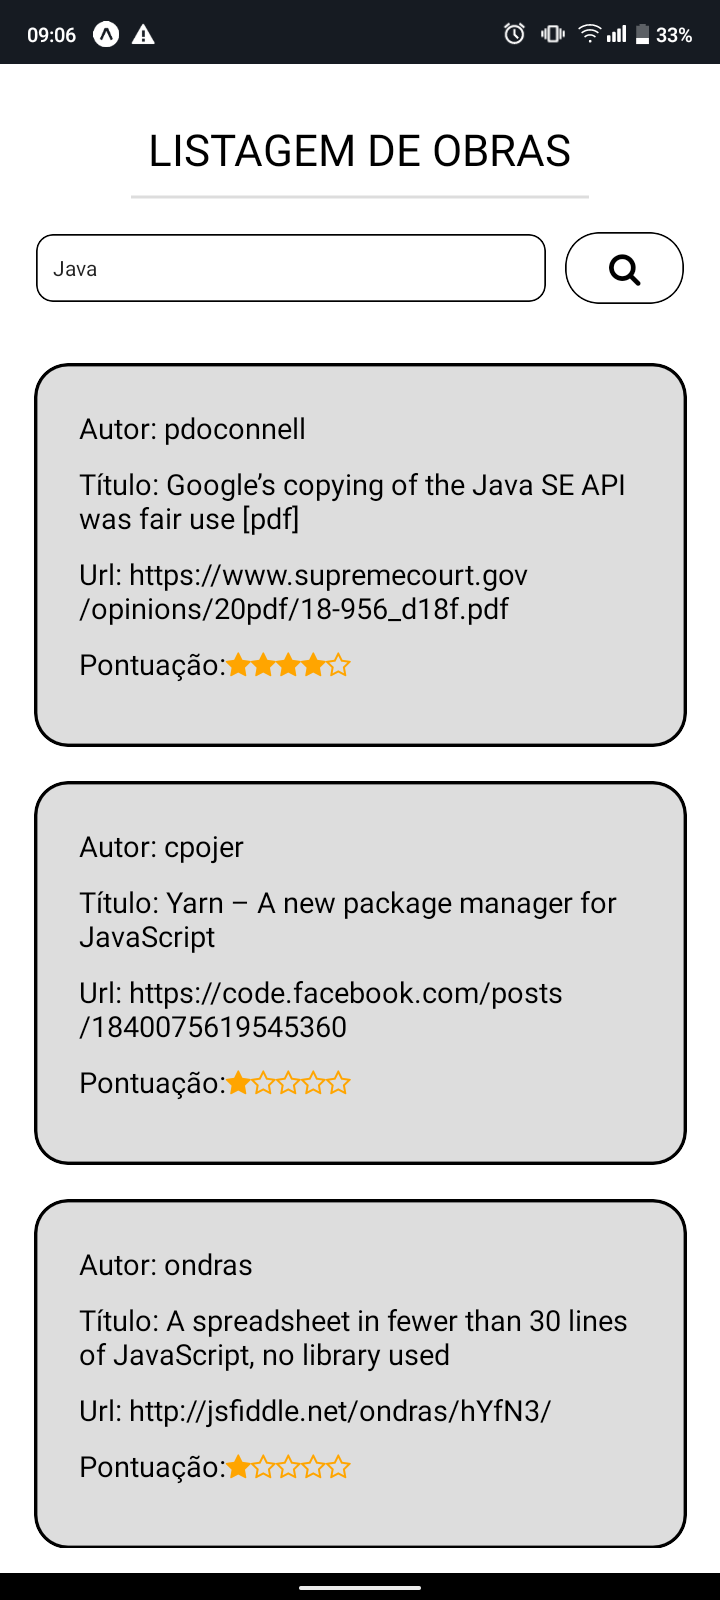 09:06
33%
LISTAGEM DE OBRAS
Java
Autor: pdoconnell
Título: Google’s copying of the Java SE API
was fair use [pdf]
Url: https://www.supremecourt.gov
/opinions/20pdf/18-956_d18f.pdf
Pontuação:
Autor: cpojer
Título: Yarn – A new package manager for
JavaScript
Url: https://code.facebook.com/posts
/1840075619545360
Pontuação:
Autor: ondras
Título: A spreadsheet in fewer than 30 lines
of JavaScript, no library used
Url: http://jsfiddle.net/ondras/hYfN3/
Pontuação: